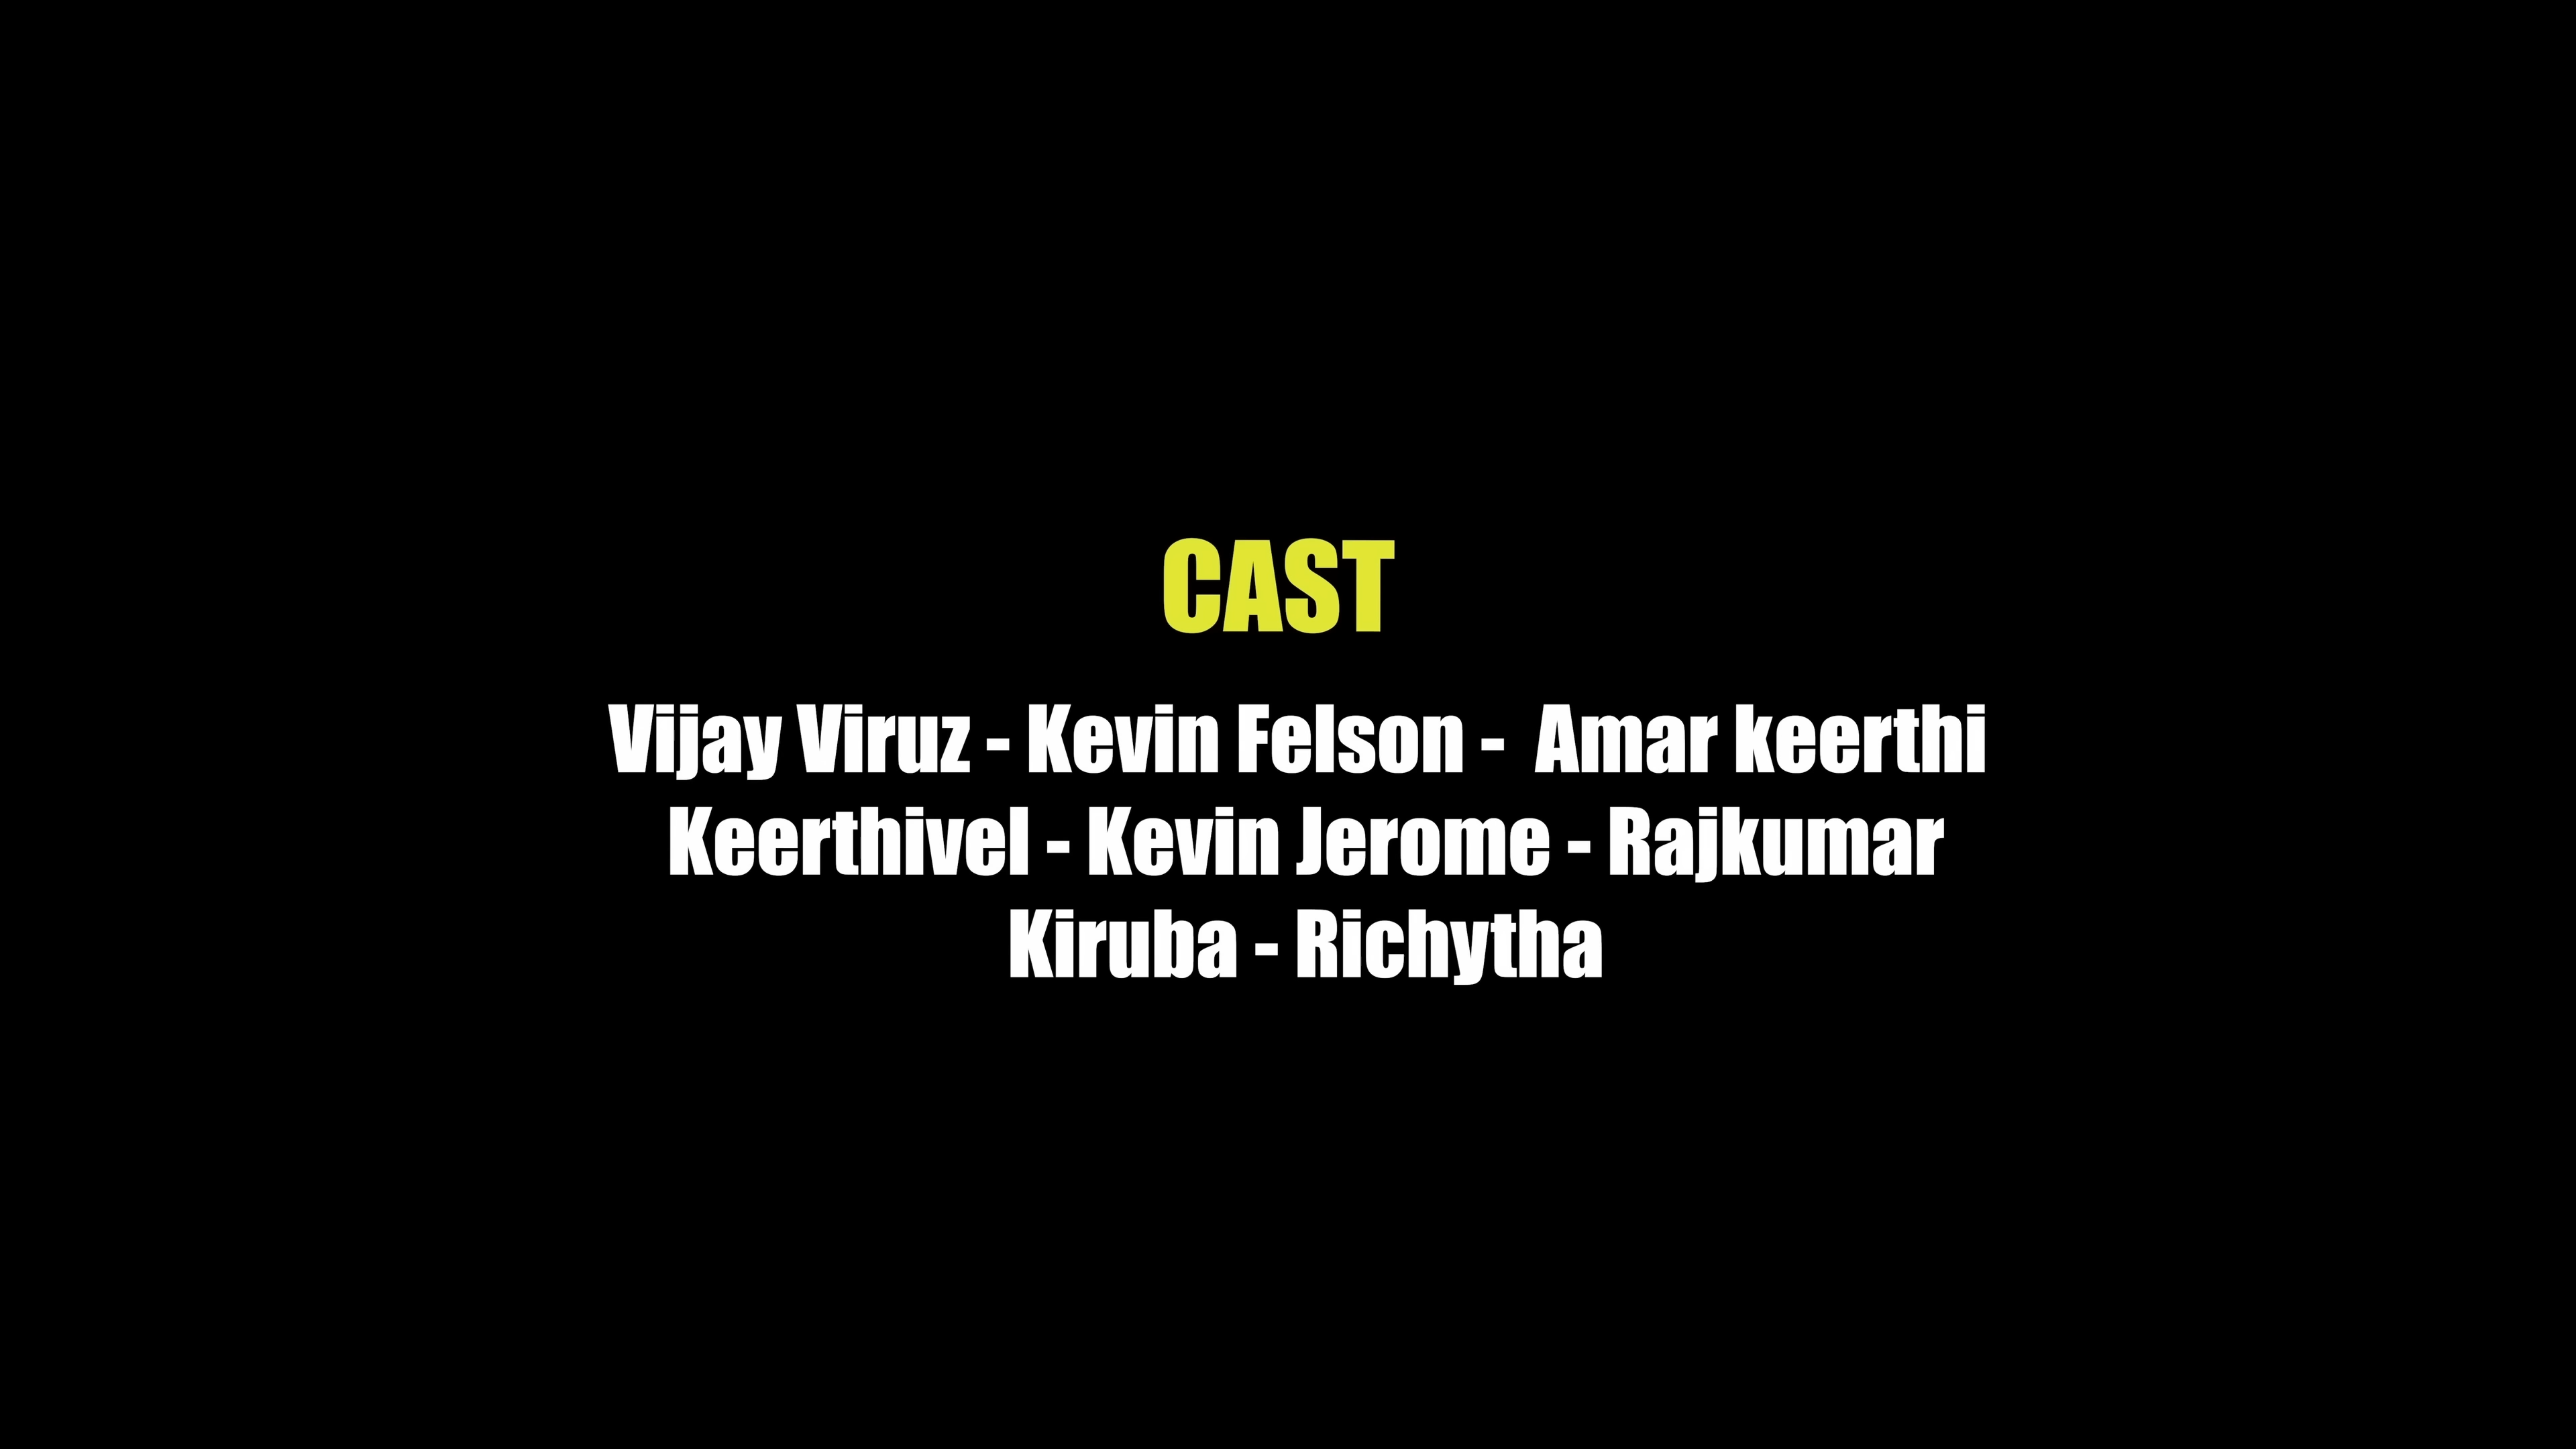 CAST
Vijay Viruz - Kevin Felson -  Amar keerthi
Keerthivel - Kevin Jerome - Rajkumar
Kiruba - Richytha